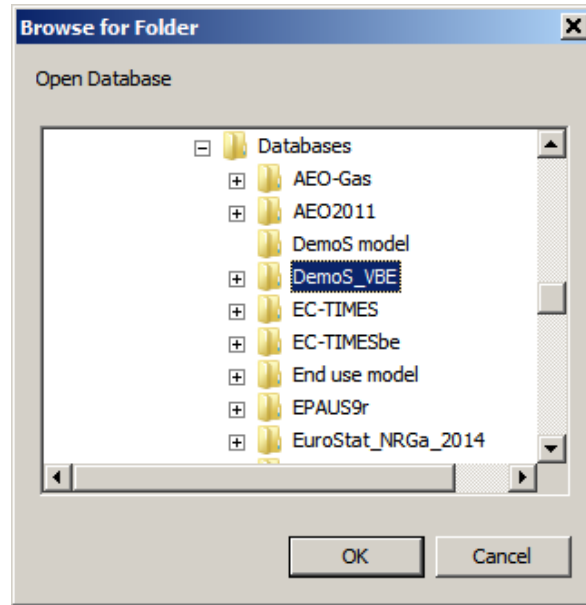 Browse for Folder
Open Database
Databases
AEO-Gas
AEO2011
DemoS model
DemoS_VBE
EC-TIMES
EC-TIMESbe
End use model
EPAUS9r
EuroStat_NRGa_2014
OK Cancel